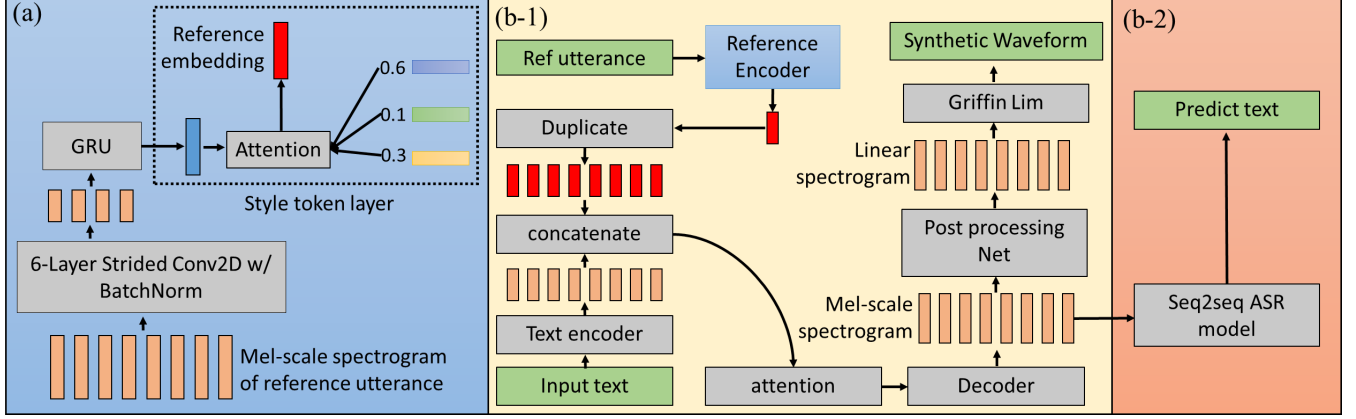 (a)
Reference
embedding
0.6
0.1
0.3
GRU
Attention
Style token layer
6-Layer Strided Conv2D w/
BatchNorm
Mel-scale spectrogram
of reference utterance
(b-1)
Ref utterance
Reference
Encoder
Duplicate
concatenate
Text encoder
Input text
attention
Decoder
Mel-scale
spectrogram
Post processing
Net
Linear
spectrogram
Griffin Lim
Synthetic Waveform
(b-2)
Predict text
Seq2seq ASR
model